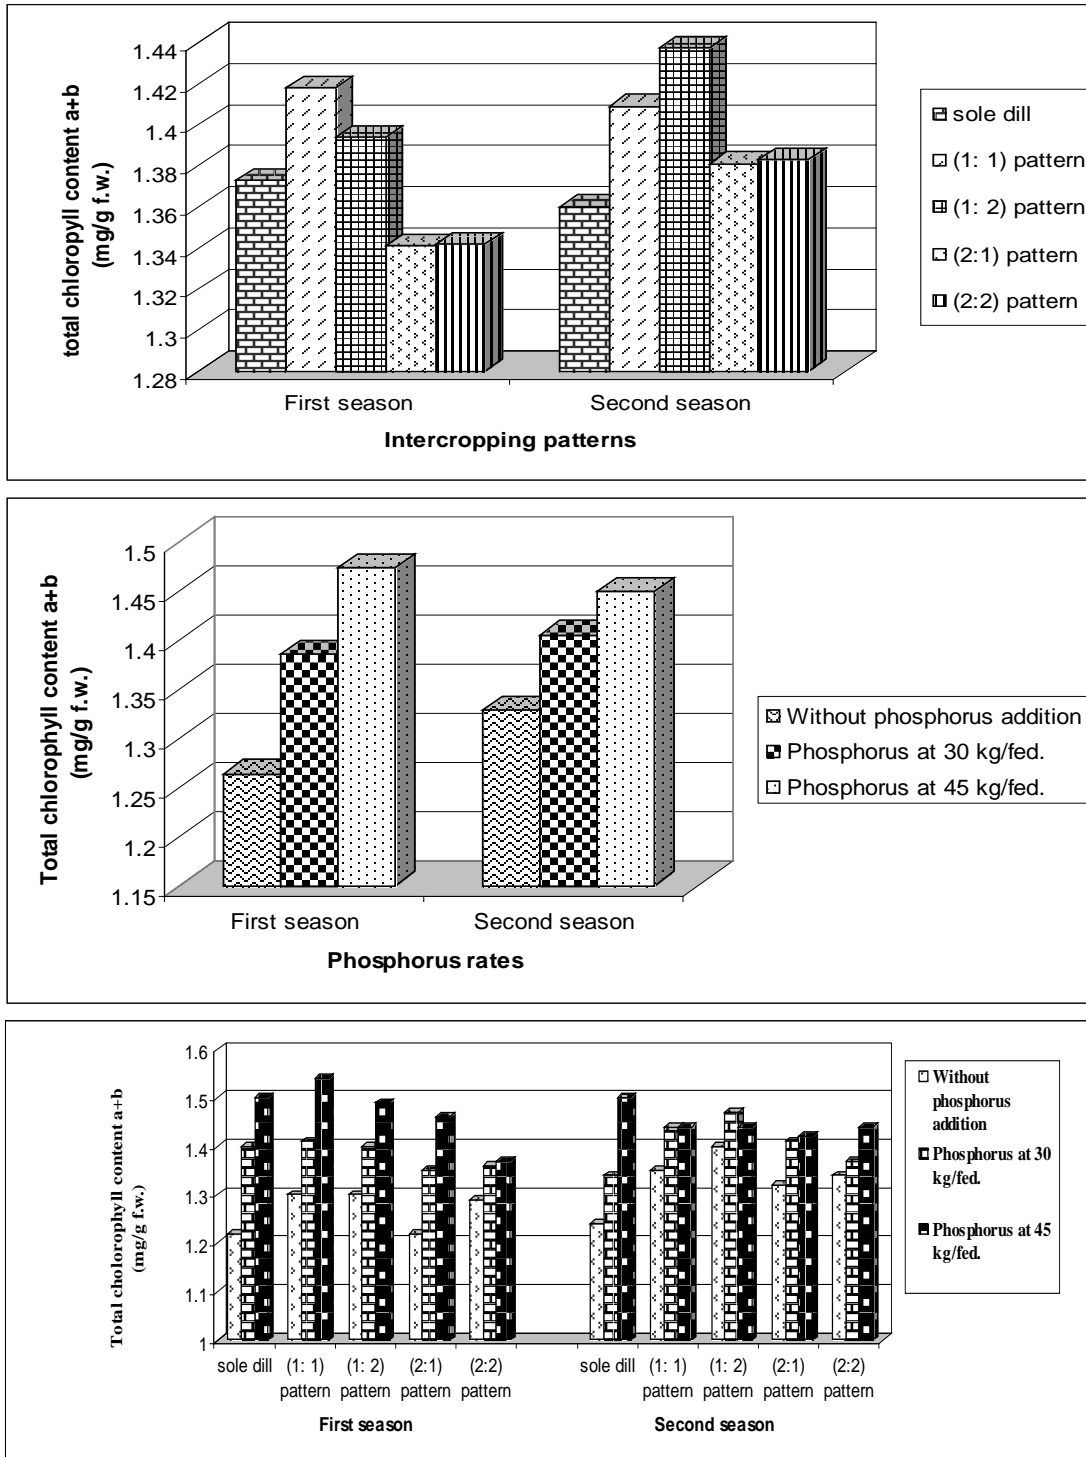 total chloropyll content a+b
(mg/g f.w.)
1.44
1.42
1.4
1.38
1.36
1.34
1.32
1.3
1.28
First season
Second season
Intercropping patterns
sole dill
(1: 1) pattern
(1: 2) pattern
(2:1) pattern
(2:2) pattern
Total chlorophyll content a+b
(mg/g f.w.)
1.5
1.45
1.4
1.35
1.3
1.25
1.2
1.15
First season
Second season
Phosphorus rates
Without phosphorus addition
Phosphorus at 30 kg/fed.
Phosphorus at 45 kg/fed.
Total cholorophyll content a+b
(mg/g f.w.)
1.6
1.5
1.4
1.3
1.2
1.1
1
sole dill
(1: 1)
pattern
(1: 2)
pattern
(2:1)
pattern
(2:2)
pattern
sole dill
(1: 1)
pattern
(1: 2)
pattern
(2:1)
pattern
(2:2)
pattern
First season
Second season
Without
phosphorus
addition
Phosphorus at 30
kg/fed.
Phosphorus at 45
kg/fed.